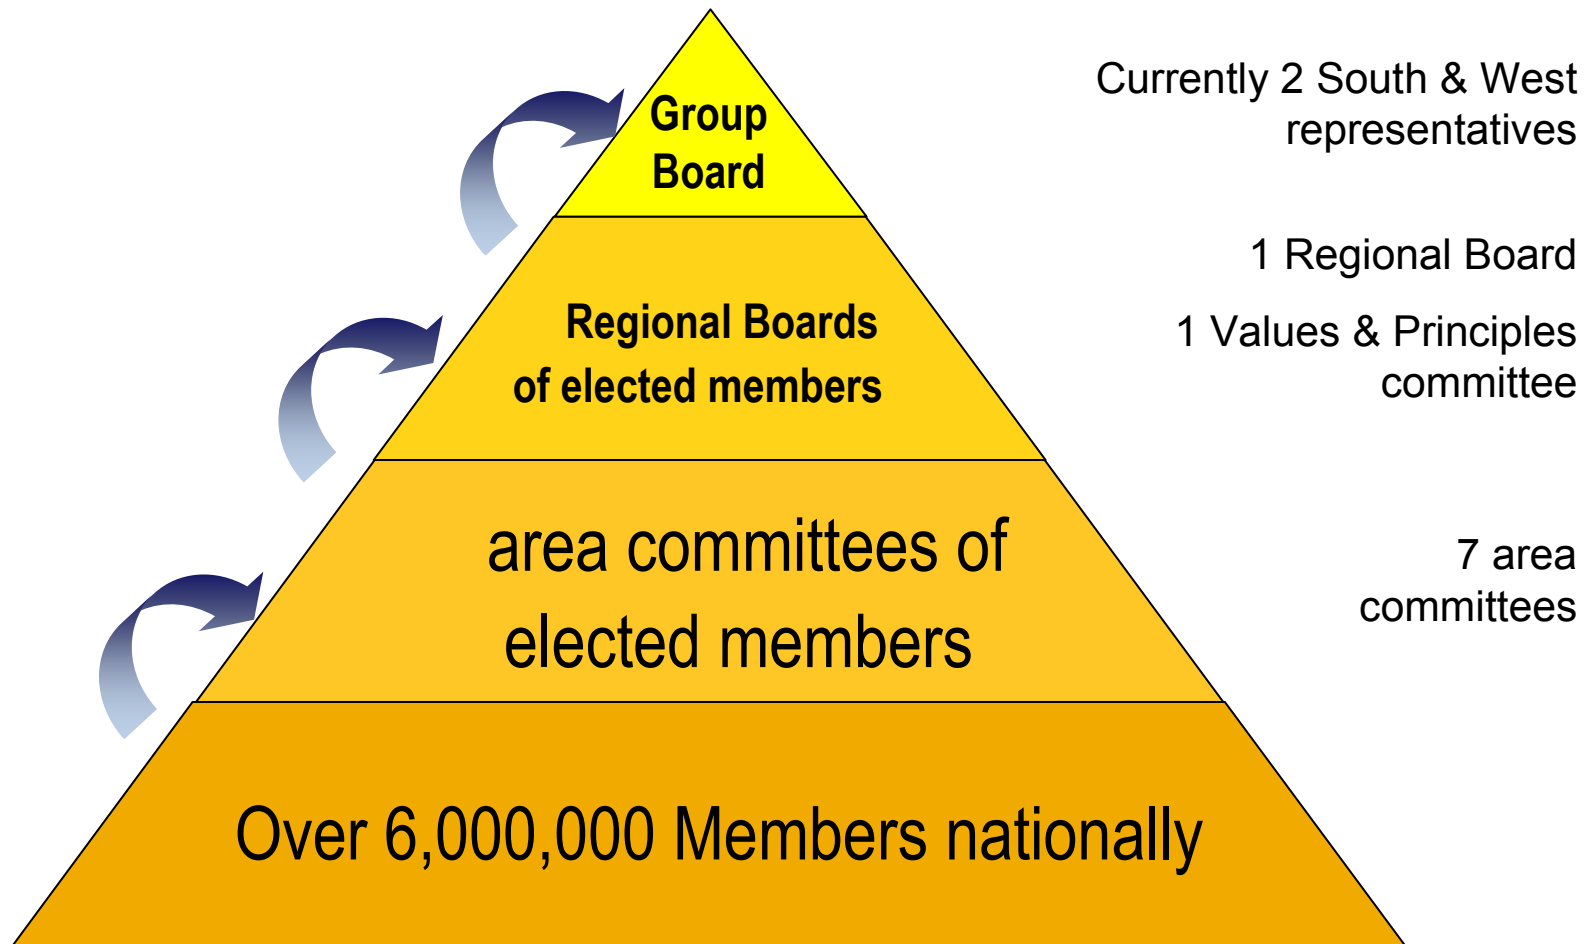 Group
Board
Currently 2 South & West
representatives
Regional Boards
of elected members
1 Regional Board
1 Values & Principles
committee
area committees of
elected members
7 area
committees
Over 6,000,000 Members nationally